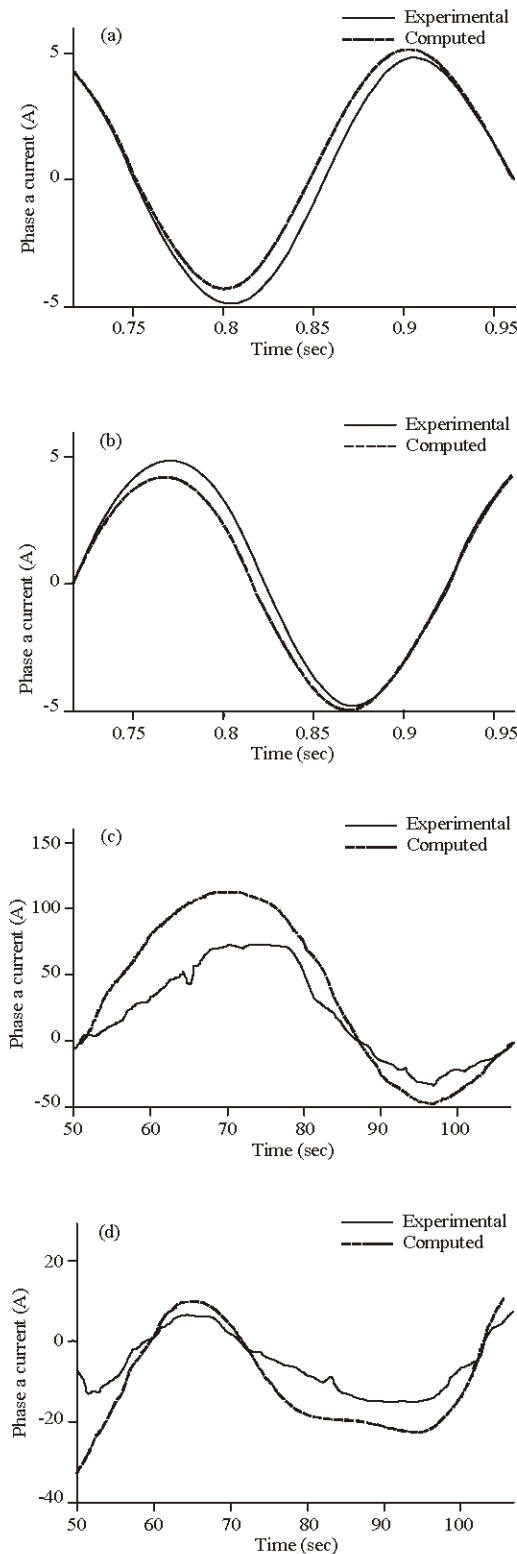 (a)
Experimental
Computed
5
0
-5
Phase a current (A)
0.75 0.8 0.85 0.9 0.95
Time (sec)
(b)
Experimental
Computed
5
0
-5
Phase a current (A)
0.75 0.8 0.85 0.9 0.95
Time (sec)
(c)
Experimental
Computed
150
100
50
0
-50
Phase a current (A)
50 60 70 80 90 100
Time (sec)
(d)
Experimental
Computed
20
0
-20
-40
Phase a current (A)
50 60 70 80 90 100
Time (sec)